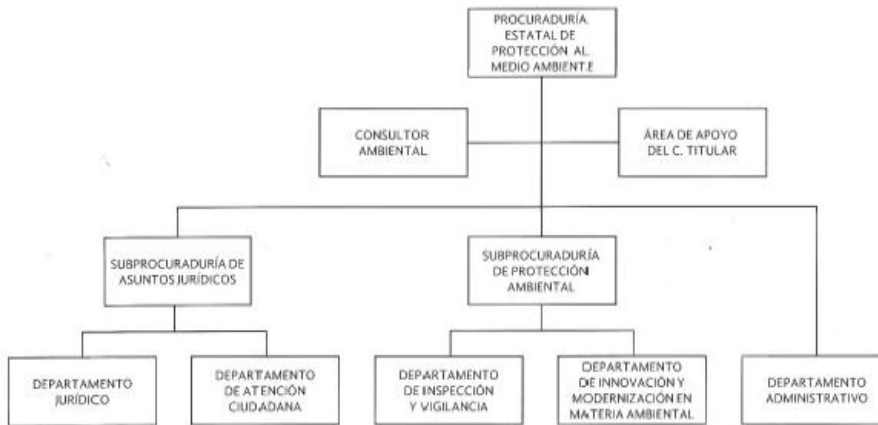 PROCURADURÍA
ESTATAL DE
PROTECCIÓN AL
MEDIO AMBIENTE
CONSULTOR
AMBIENTAL
ÁREA DE APOYO
DEL C. TITULAR
SUBPROCURADURÍA DE
ASUNTOS JURÍDICOS
SUBPROCURADURÍA
DE PROTECCIÓN
AMBIENTAL
DEPARTAMENTO
JURÍDICO
DEPARTAMENTO
DE ATENCIÓN
CIUDADANA
DEPARTAMENTO
DE INSPECCIÓN
Y VIGILANCIA
DEPARTAMENTO
DE INNOVACIÓN Y
MODERNIZACIÓN EN
MATERIA AMBIENTAL
DEPARTAMENTO
ADMINISTRATIVO